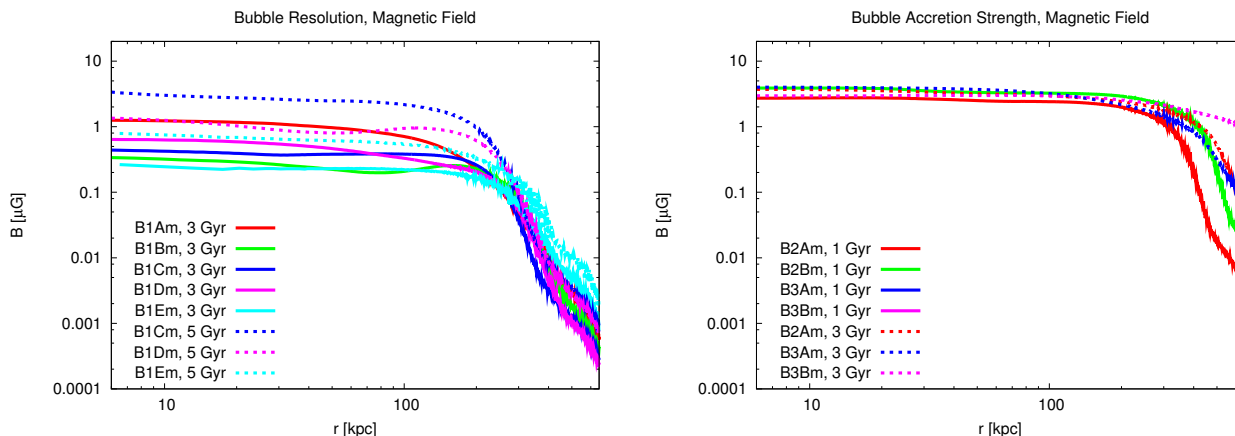 Bubble Resolution, Magnetic Field
10
1
0.1
0.01
0.001
0.0001
B [μG]
B1Am, 3 Gyr
B1Bm, 3 Gyr
B1Cm, 3 Gyr
B1Dm, 3 Gyr
B1Em, 3 Gyr
B1Cm, 5 Gyr
B1Dm, 5 Gyr
B1Em, 5 Gyr
10
100
r [kpc]
Bubble Accretion Strength, Magnetic Field
10
1
0.1
0.01
0.001
0.0001
B [μG]
B2Am, 1 Gyr
B2Bm, 1 Gyr
B3Am, 1 Gyr
B3Bm, 1 Gyr
B2Am, 3 Gyr
B3Am, 3 Gyr
B3Bm, 3 Gyr
10
100
r [kpc]